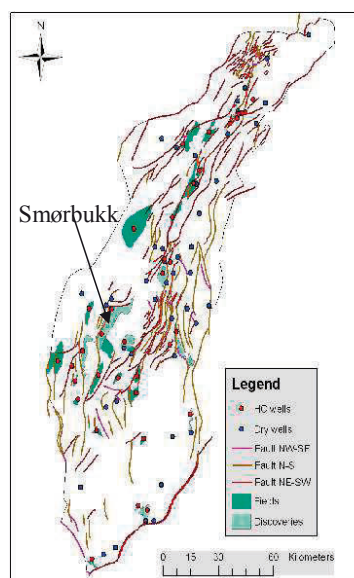 N
Smørbukk
Legend
HC wells
Dry wells
Fault NW-SE
Fault N-S
Fault NE-SW
Fields
Discoveries
0 15 30 60 Kilometers